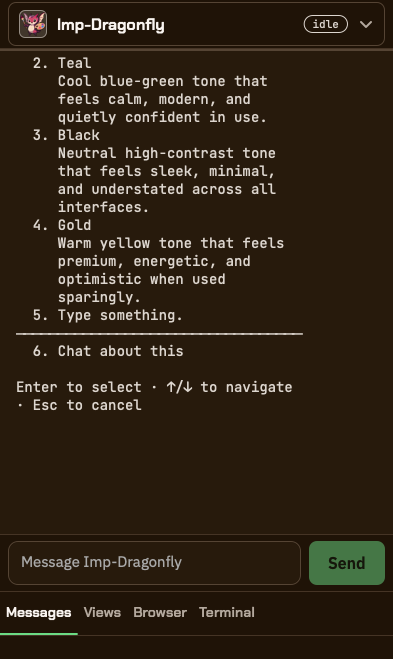 Imp-Dragonfly
idle
2. Teal
Cool blue-green tone that
feels calm, modern, and
quietly confident in use.
3. Black
Neutral high-contrast tone
that feels sleek, minimal,
and understated across all
interfaces.
4. Gold
Warm yellow tone that feels
premium, energetic, and
optimistic when used
sparingly.
5. Type something.
6. Chat about this
Enter to select · ↑/↓ to navigate
· Esc to cancel
Message Imp-Dragonfly
Send
Messages Views Browser Terminal